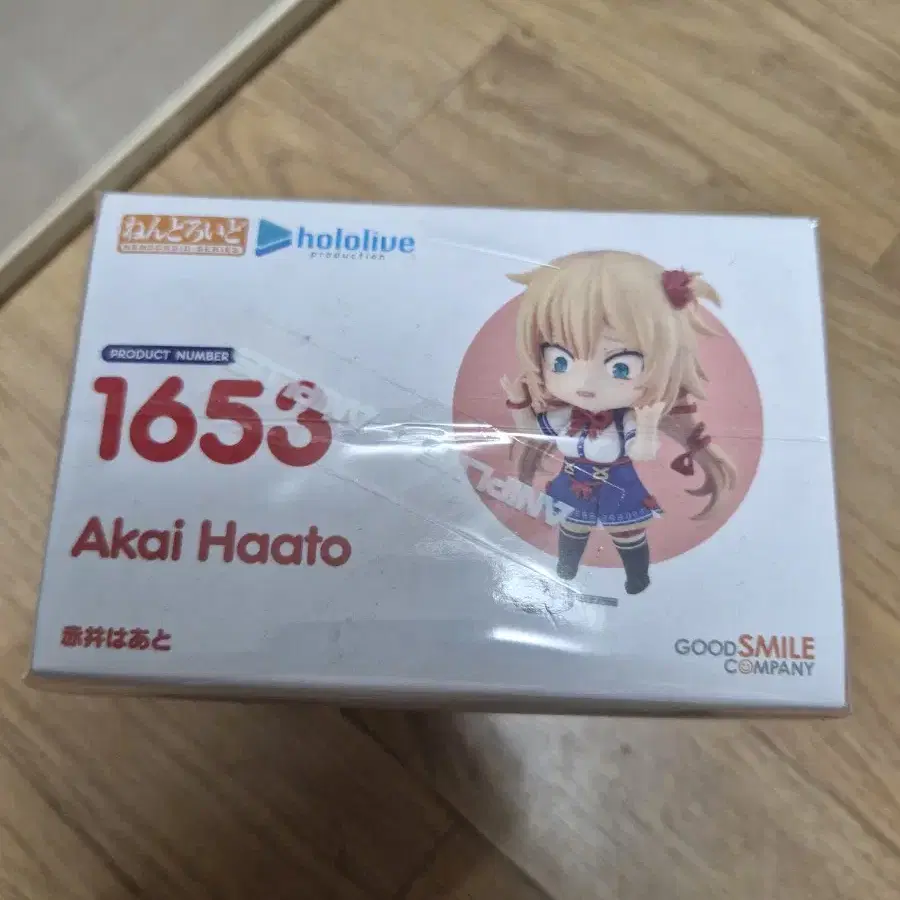 ねんどろいど
NENDOROID SERIES
hololive
production
PRODUCT NUMBER
1653
Akai Haato
赤井はあと
GOOD SMILE
COMPANY